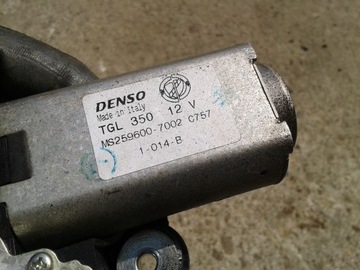 DENSO
Made in Italy
TGL 350 12 V
MS259600-7002 C757
1-014-B